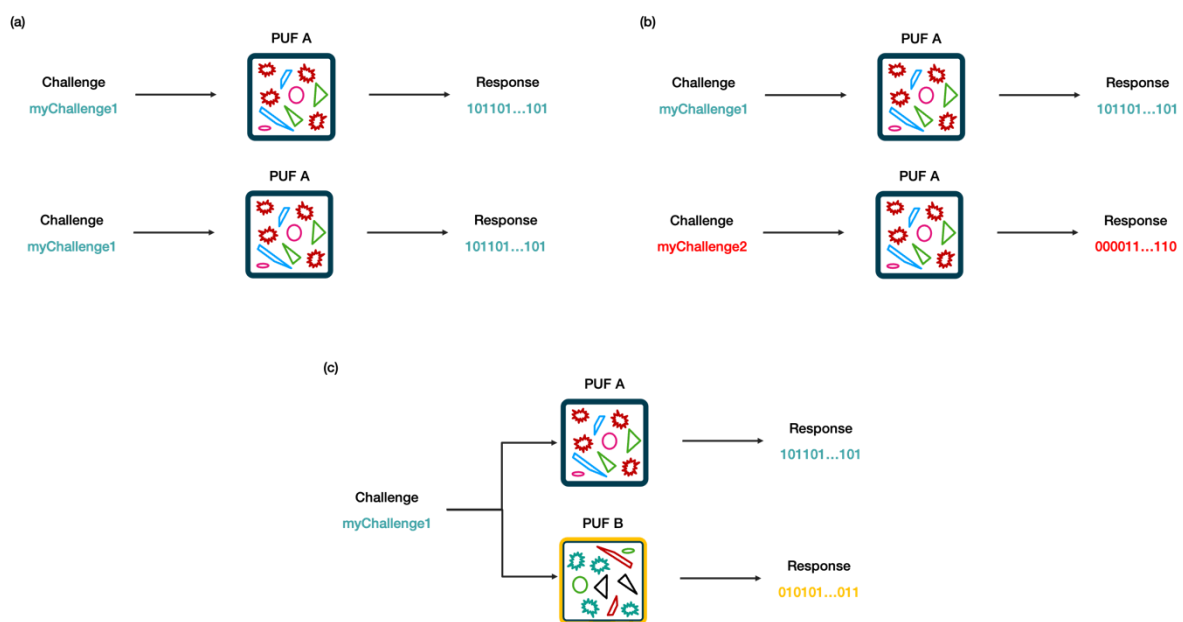 (a)
PUF A
Challenge
myChallenge1
Response
101101...101
PUF A
Challenge
myChallenge1
Response
101101...101
(b)
PUF A
Challenge
myChallenge1
Response
101101...101
PUF A
Challenge
myChallenge2
Response
000011...110
(c)
PUF A
Response
101101...101
Challenge
myChallenge1
PUF B
Response
010101...011